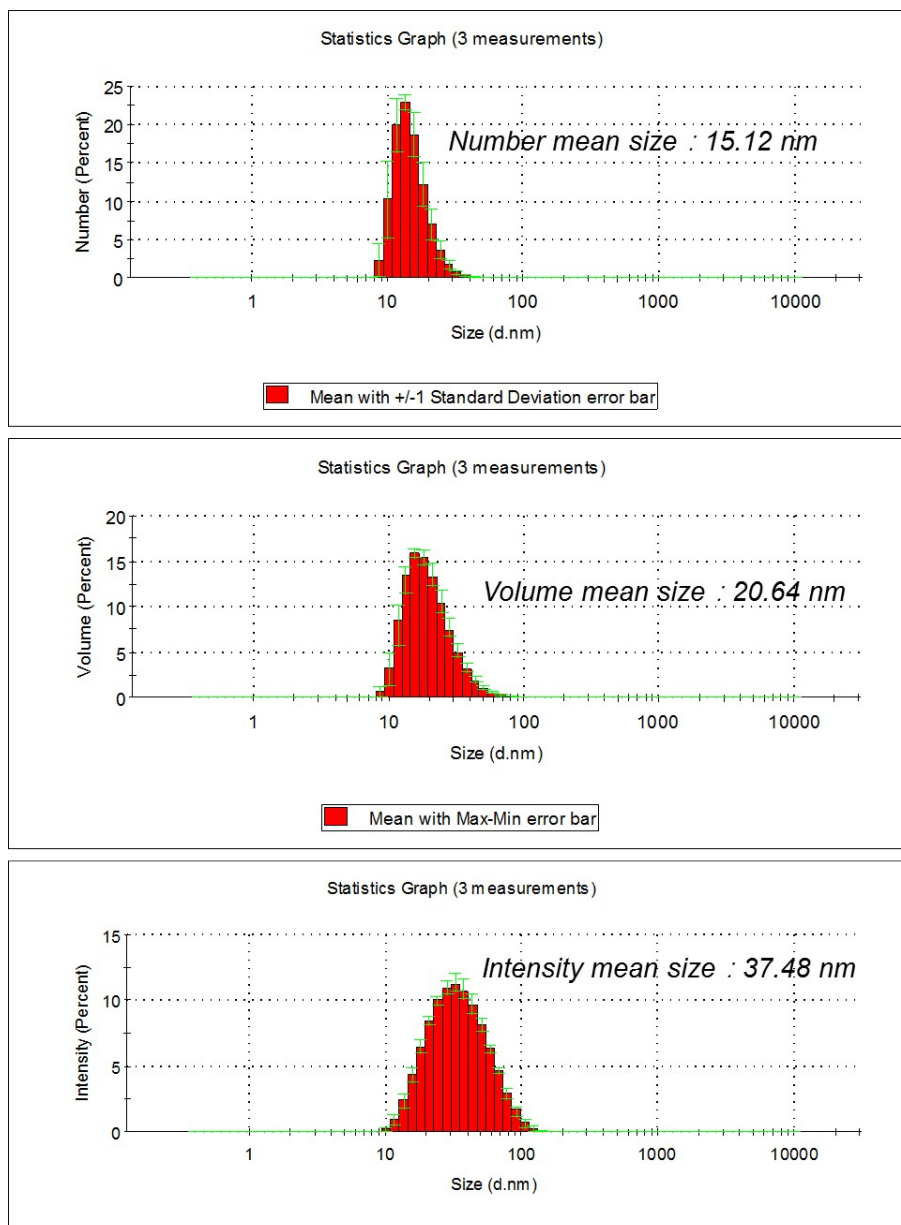 Statistics Graph (3 measurements)
25
20
15
10
5
0
Number (Percent)
Number mean size : 15.12 nm
1 10 100 1000 10000
Size (d.nm)
Mean with +/-1 Standard Deviation error bar
Statistics Graph (3 measurements)
20
15
10
5
0
Volume (Percent)
Volume mean size : 20.64 nm
1 10 100 1000 10000
Size (d.nm)
Mean with Max-Min error bar
Statistics Graph (3 measurements)
15
10
5
0
Intensity (Percent)
Intensity mean size : 37.48 nm
1 10 100 1000 10000
Size (d.nm)